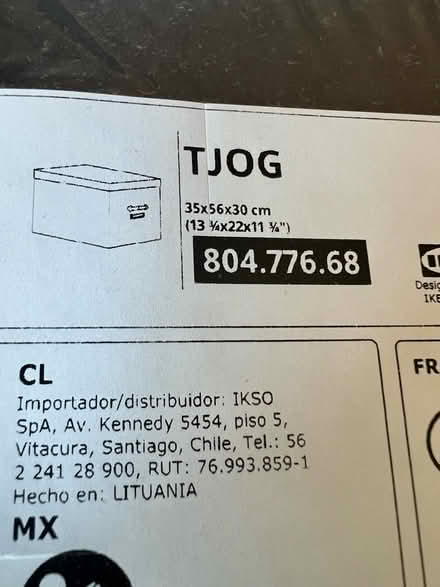 TJOG
35x56x30 cm
(13 ¾x22x11 ¾")
804.776.68
Desig
IKE
CL
Importador/distribuidor: IKSO
SpA, Av. Kennedy 5454, piso 5,
Vitacura, Santiago, Chile, Tel.: 56
2 241 28 900, RUT: 76.993.859-1
Hecho en: LITUANIA
MX
FR